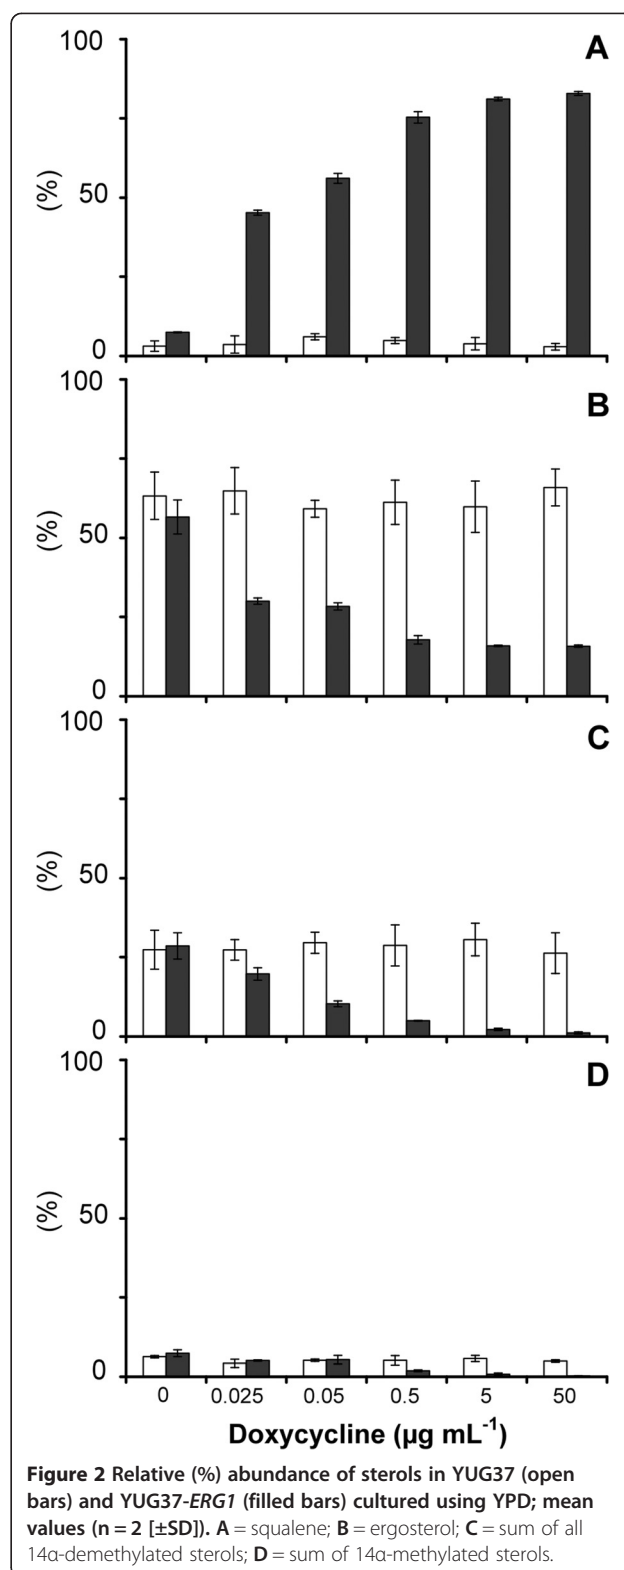 100
A
(%)
50
0
100
B
(%)
50
0
100
C
(%)
50
0
100
D
(%)
50
0
0 0.025 0.05 0.5 5 50
Doxycycline (µg mL⁻¹)
Figure 2 Relative (%) abundance of sterols in YUG37 (open
bars) and YUG37-ERG1 (filled bars) cultured using YPD; mean
values (n = 2 [±SD]). A = squalene; B = ergosterol; C = sum of all
14α-demethylated sterols; D = sum of 14α-methylated sterols.